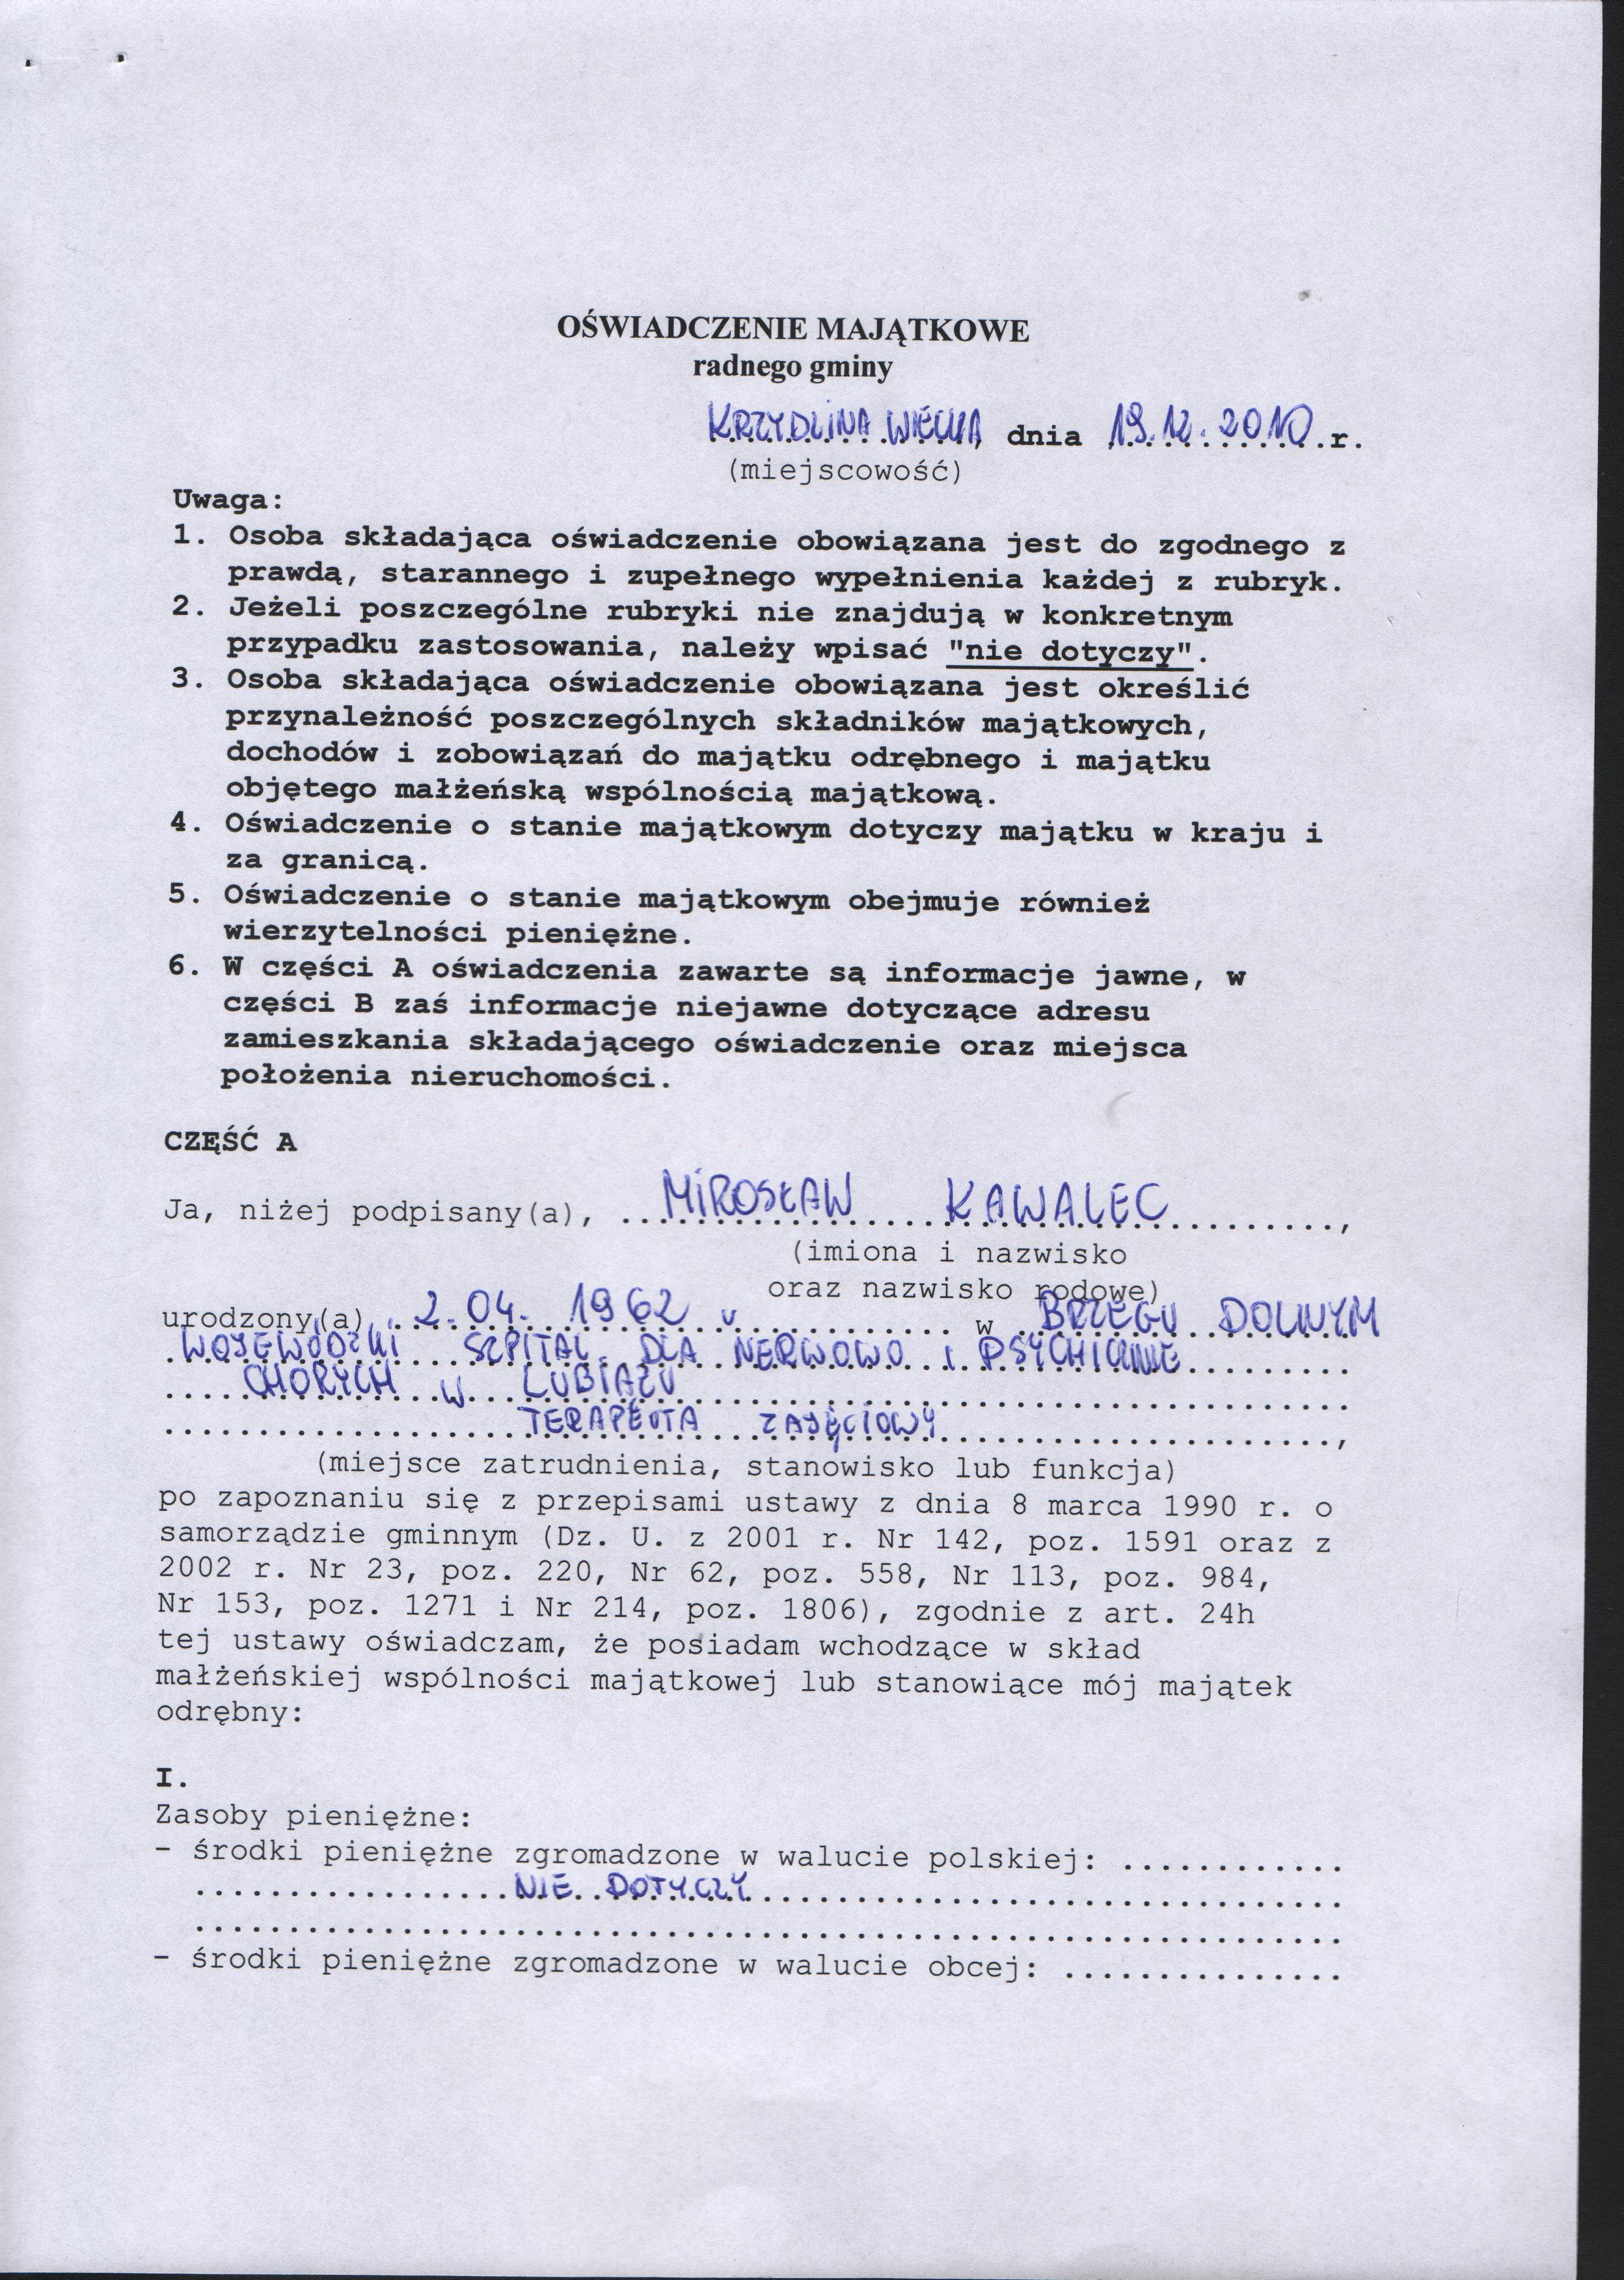 OŚWIADCZENIE MAJĄTKOWE
radnego gminy
KRZYDLINA WIELKA, dnia 19.12.2010 r.
(miejscowość)
Uwaga:
1. Osoba składająca oświadczenie obowiązana jest do zgodnego z
prawdą, starannego i zupełnego wypełnienia każdej z rubryk.
2. Jeżeli poszczególne rubryki nie znajdują w konkretnym
przypadku zastosowania, należy wpisać "nie dotyczy".
3. Osoba składająca oświadczenie obowiązana jest określić
przynależność poszczególnych składników majątkowych,
dochodów i zobowiązań do majątku odrębnego i majątku
objętego małżeńską wspólnością majątkową.
4. Oświadczenie o stanie majątkowym dotyczy majątku w kraju i
za granicą.
5. Oświadczenie o stanie majątkowym obejmuje również
wierzytelności pieniężne.
6. W części A oświadczenia zawarte są informacje jawne, w
części B zaś informacje niejawne dotyczące adresu
zamieszkania składającego oświadczenie oraz miejsca
położenia nieruchomości.
CZĘŚĆ A
Ja, niżej podpisany(a), MIROSŁAW KAWALEC,
(imiona i nazwisko
oraz nazwisko rodowe)
urodzony(a) 2.04.1962 w BRZEGU DOLNYM
WOJEWÓDZKI SZPITAL DLA NERWOWO i PSYCHICZNIE
CHORYCH w LUBIĄŻU
TERAPEUTA ZAJĘCIOWY,
(miejsce zatrudnienia, stanowisko lub funkcja)
po zapoznaniu się z przepisami ustawy z dnia 8 marca 1990 r. o
samorządzie gminnym (Dz. U. z 2001 r. Nr 142, poz. 1591 oraz z
2002 r. Nr 23, poz. 220, Nr 62, poz. 558, Nr 113, poz. 984,
Nr 153, poz. 1271 i Nr 214, poz. 1806), zgodnie z art. 24h
tej ustawy oświadczam, że posiadam wchodzące w skład
małżeńskiej wspólności majątkowej lub stanowiące mój majątek
odrębny:
I.
Zasoby pieniężne:
- środki pieniężne zgromadzone w walucie polskiej: ............
NIE DOTYCZY
- środki pieniężne zgromadzone w walucie obcej: ...............